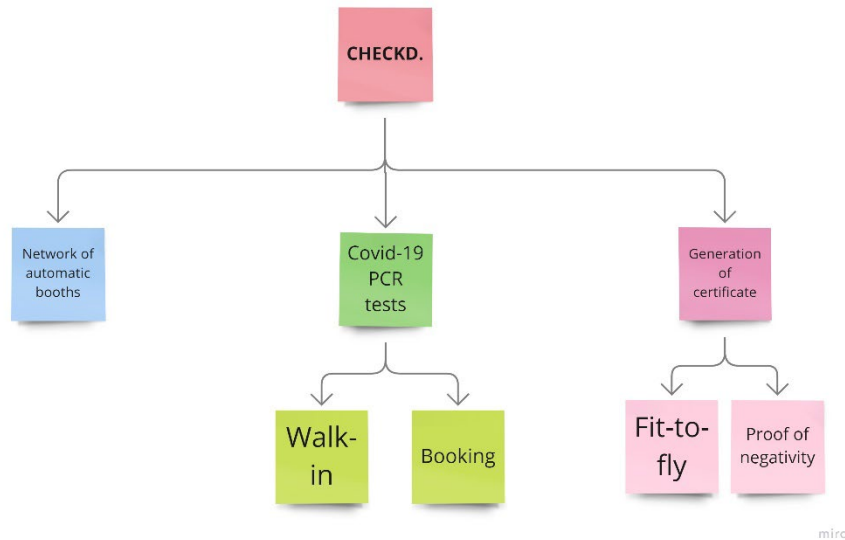 CHECKD.
Network of
automatic
booths
Covid-19
PCR
tests
Generation
of
certificate
Walk-
in
Booking
Fit-to-
fly
Proof of
negativity
miro